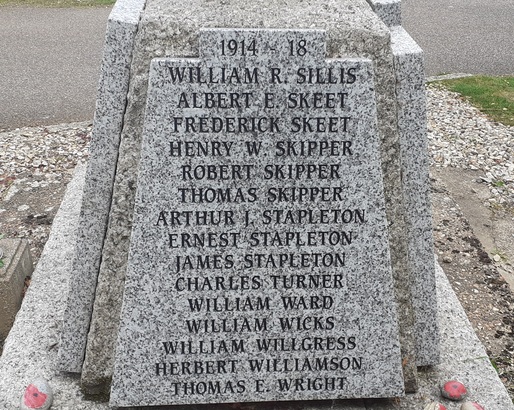 1914 - 18
WILLIAM R. SILLIS
ALBERT E. SKEET
FREDERICK SKEET
HENRY W. SKIPPER
ROBERT SKIPPER
THOMAS SKIPPER
ARTHUR J. STAPLETON
ERNEST STAPLETON
JAMES STAPLETON
CHARLES TURNER
WILLIAM WARD
WILLIAM WICKS
WILLIAM WILLGRESS
HERBERT WILLIAMSON
THOMAS E. WRIGHT